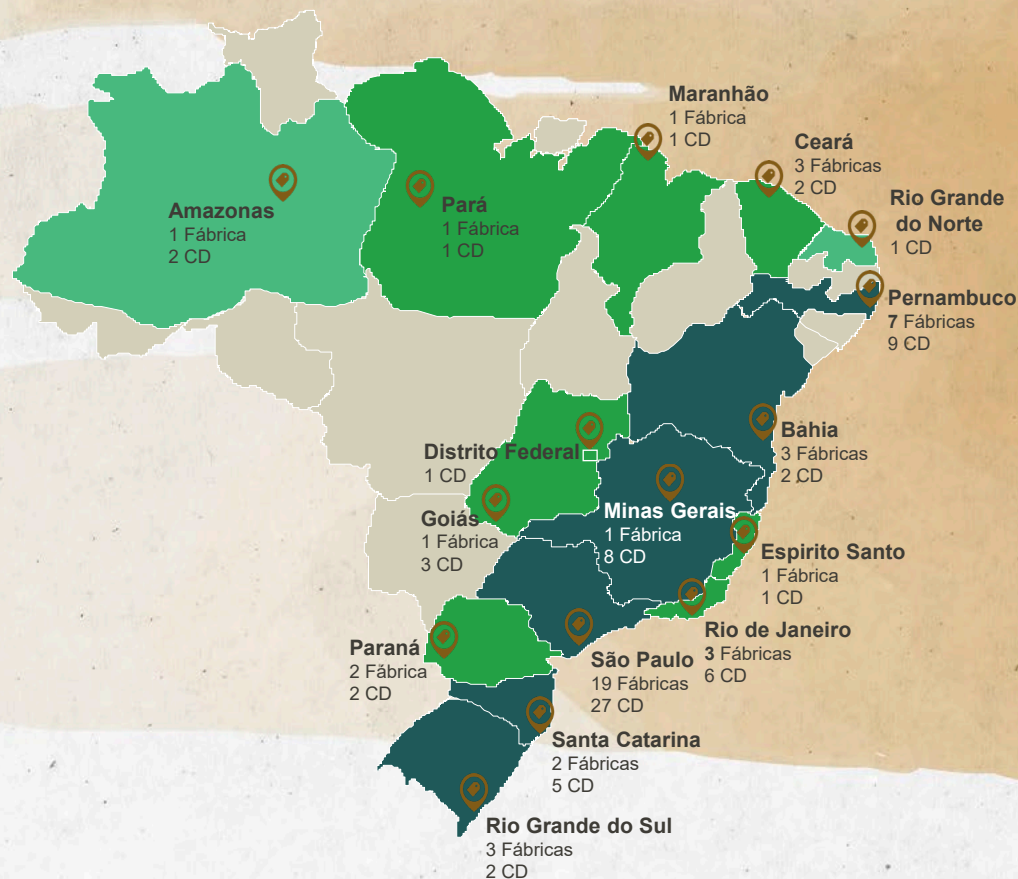 Maranhão
1 Fábrica
1 CD
Ceará
3 Fábricas
2 CD
Rio Grande
do Norte
1 CD
Amazonas
1 Fábrica
2 CD
Pará
1 Fábrica
1 CD
Pernambuco
7 Fábricas
9 CD
Bahia
3 Fábricas
2 CD
Distrito Federal
1 CD
Goiás
1 Fábrica
3 CD
Minas Gerais
1 Fábrica
8 CD
Espirito Santo
1 Fábrica
1 CD
Rio de Janeiro
3 Fábricas
6 CD
Paraná
2 Fábrica
2 CD
São Paulo
19 Fábricas
27 CD
Santa Catarina
2 Fábricas
5 CD
Rio Grande do Sul
3 Fábricas
2 CD